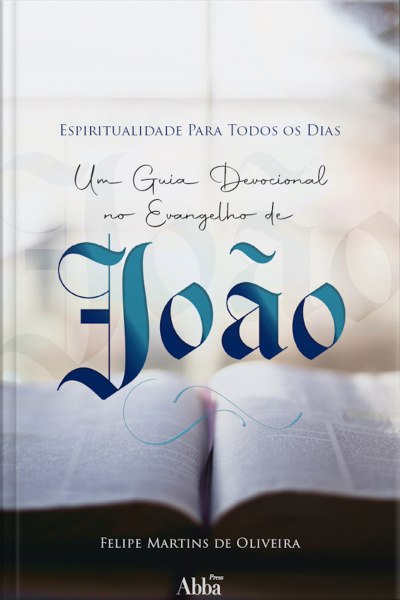 Espiritualidade Para Todos os Dias
Um Guia Devocional
no Evangelho de
João
Felipe Martins de Oliveira
Abba Press